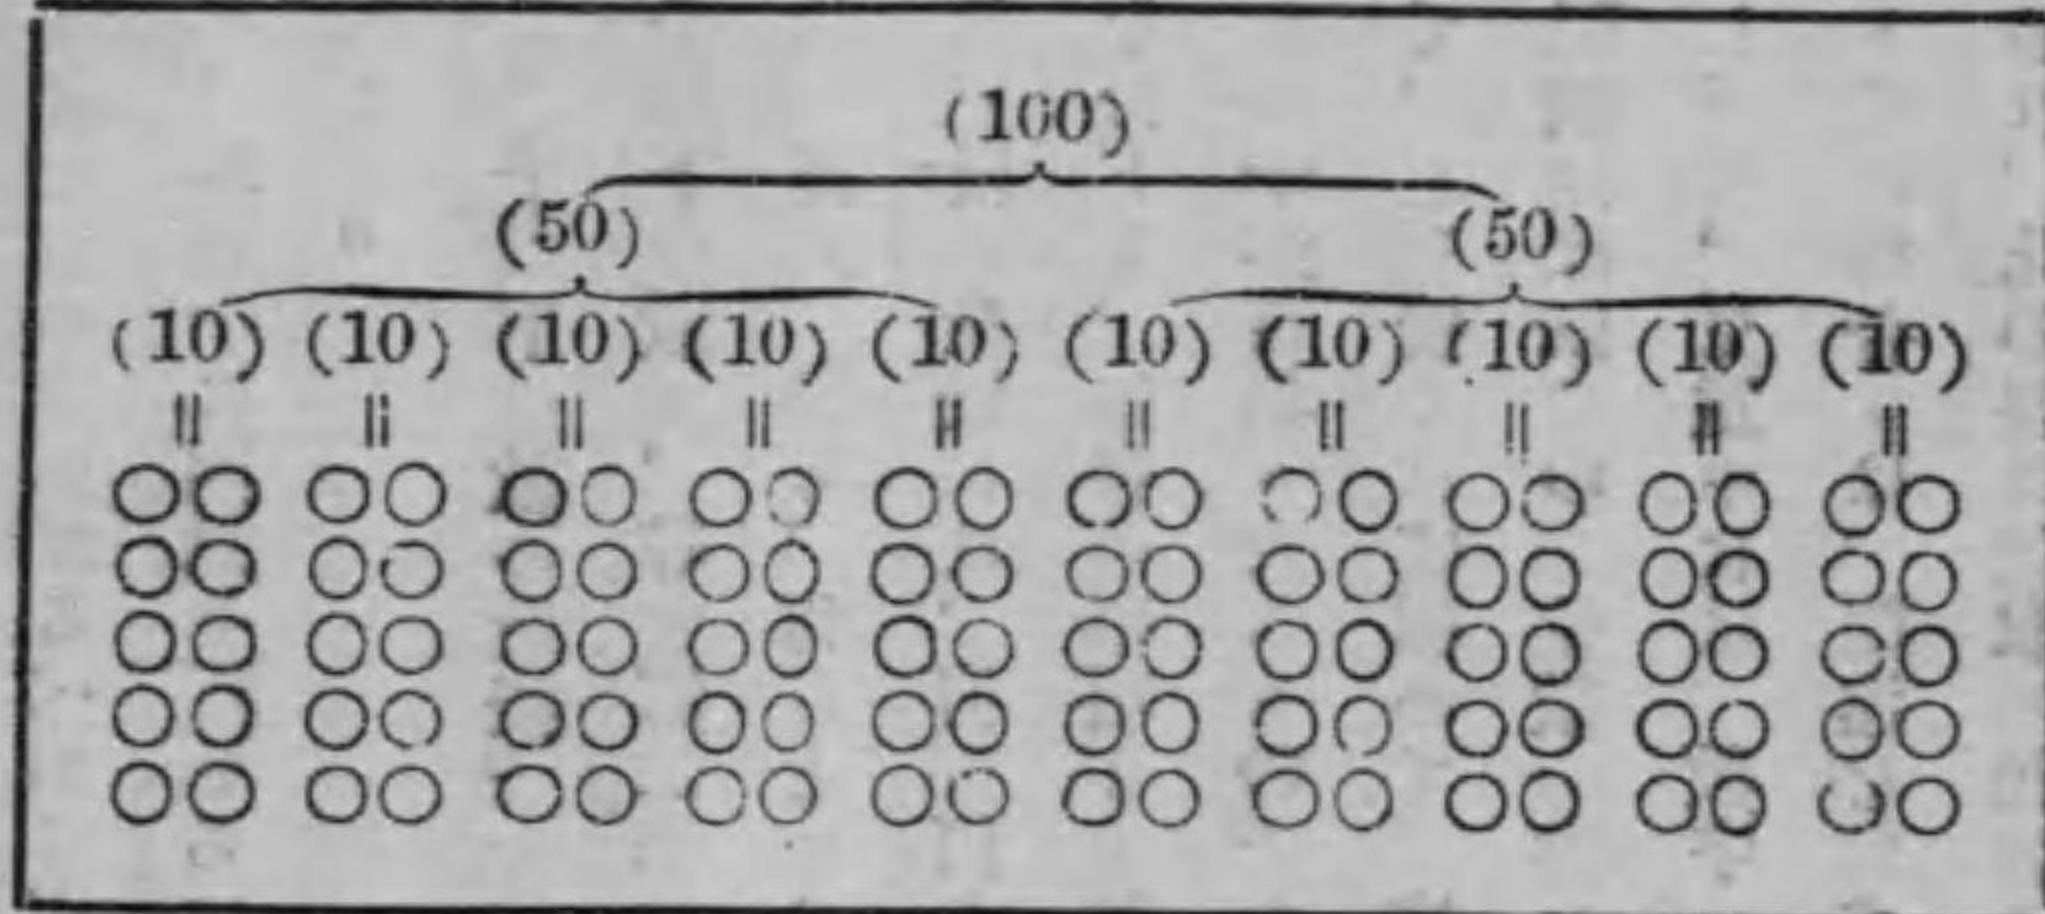 (100)
(50) (50)
(10) (10) (10) (10) (10) (10) (10) (10) (10) (10)
|| || || || || || || || || ||
○○ ○○ ○○ ○○ ○○ ○○ ○○ ○○ ○○ ○○
○○ ○○ ○○ ○○ ○○ ○○ ○○ ○○ ○○ ○○
○○ ○○ ○○ ○○ ○○ ○○ ○○ ○○ ○○ ○○
○○ ○○ ○○ ○○ ○○ ○○ ○○ ○○ ○○ ○○
○○ ○○ ○○ ○○ ○○ ○○ ○○ ○○ ○○ ○○